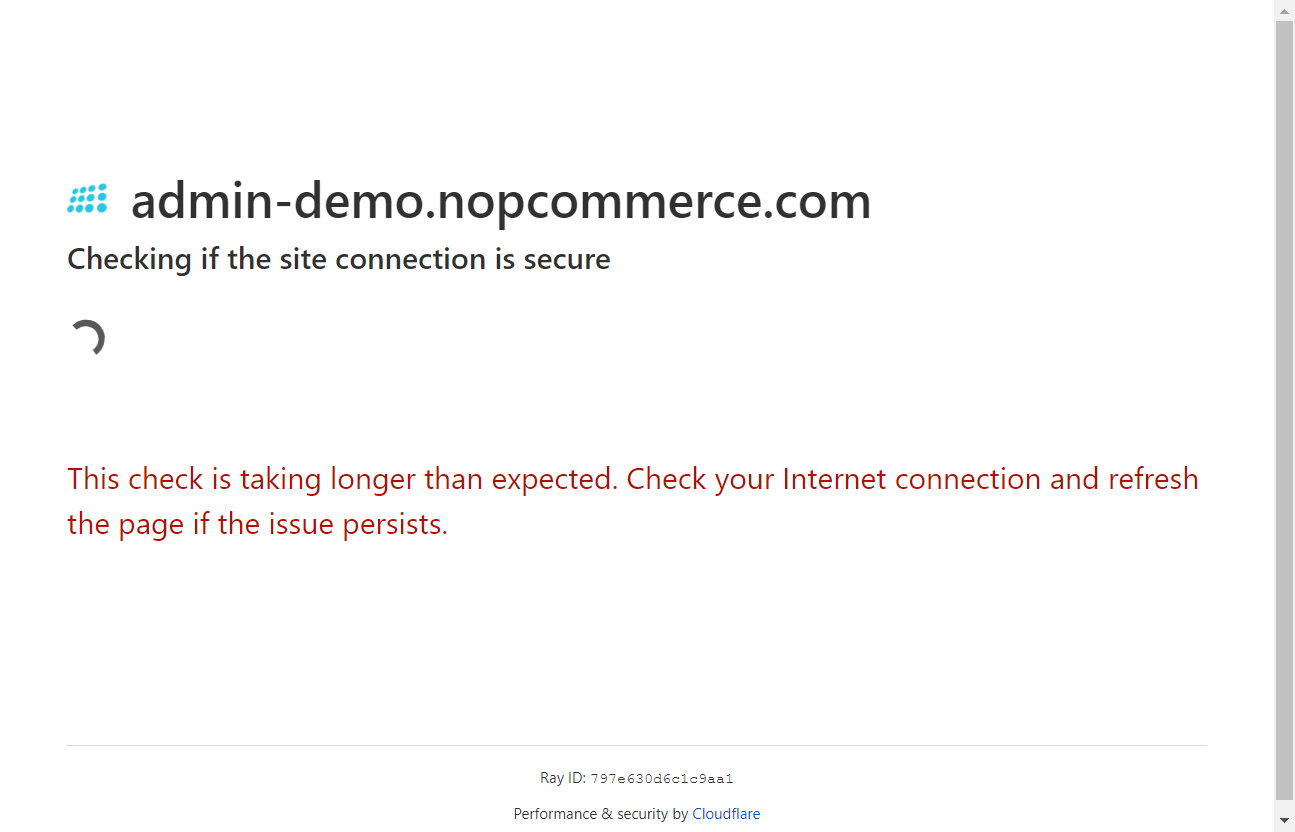 admin-demo.nopcommerce.com
Checking if the site connection is secure
This check is taking longer than expected. Check your Internet connection and refresh
the page if the issue persists.
Ray ID: 797e630d6c1c9aa1
Performance & security by Cloudflare